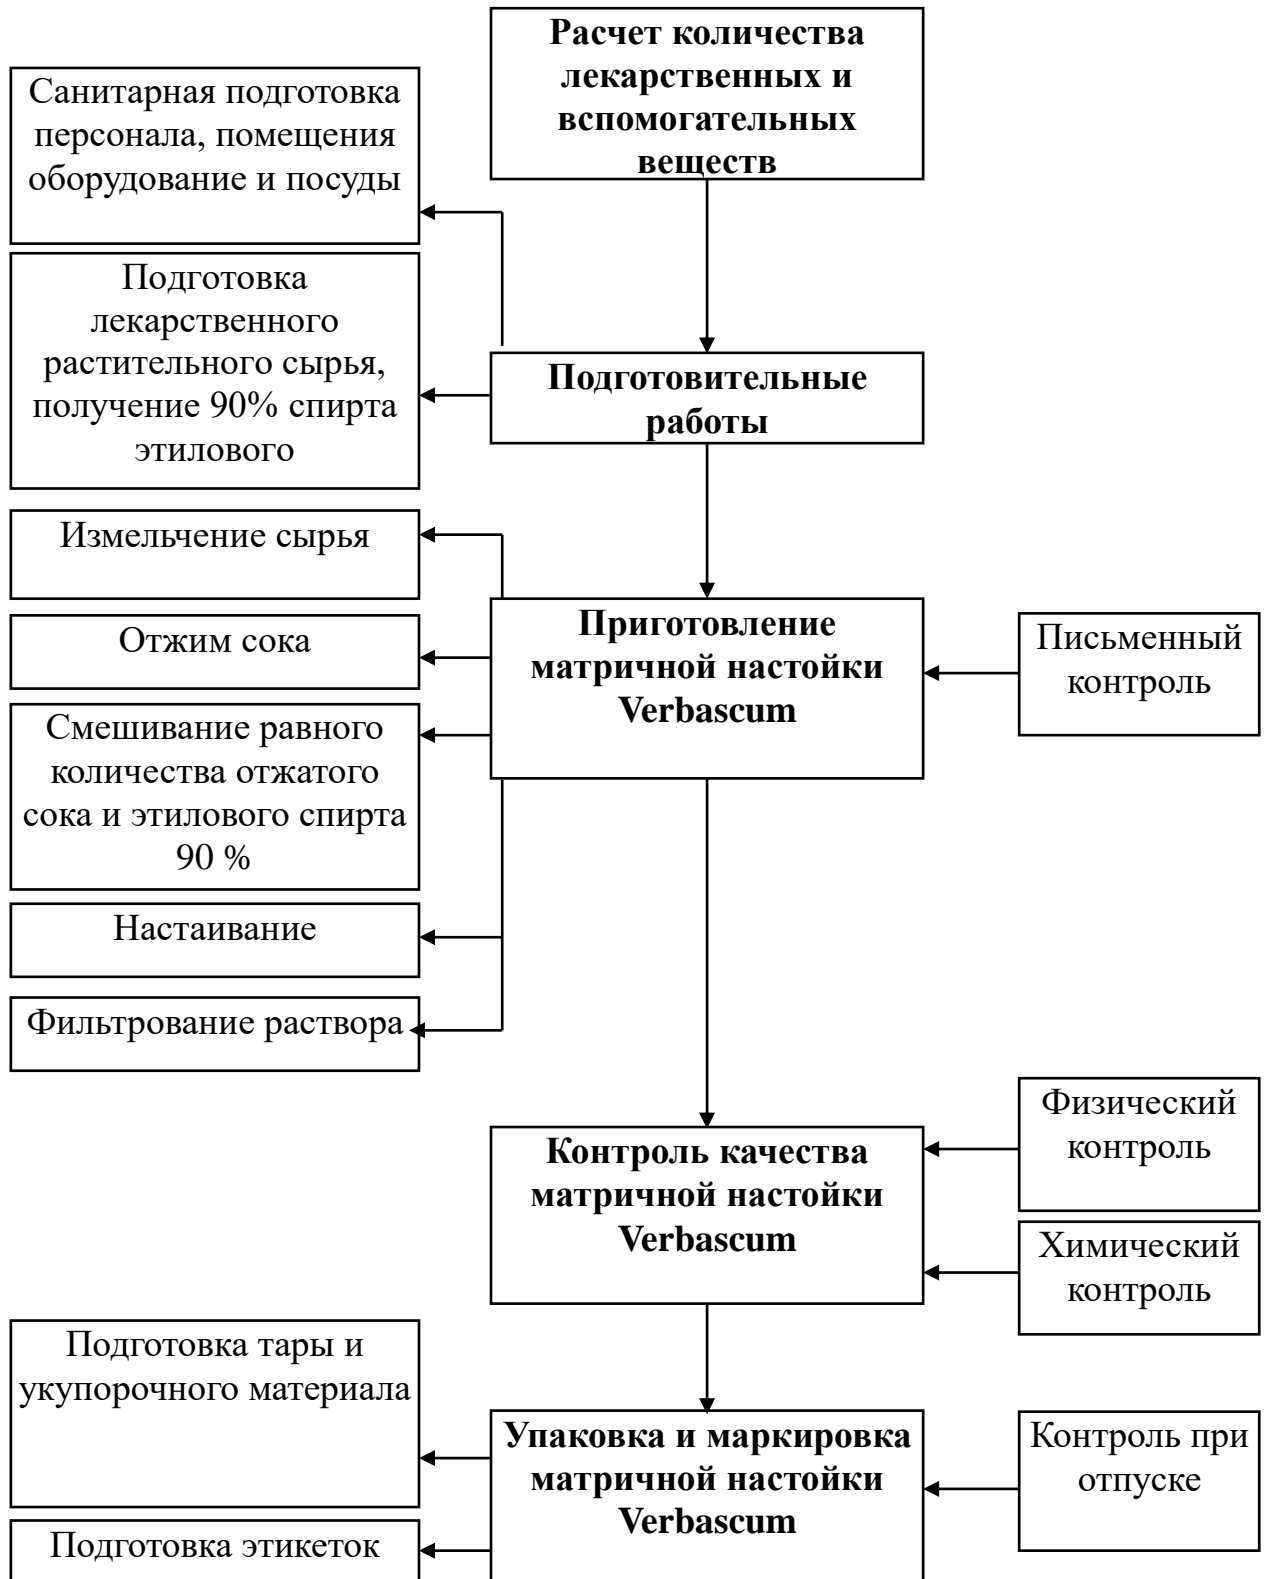 Расчет количества
лекарственных и
вспомогательных
веществ
Санитарная подготовка
персонала, помещения
оборудование и посуды
Подготовка
лекарственного
растительного сырья,
получение 90% спирта
этилового
Подготовительные
работы
Измельчение сырья
Отжим сока
Смешивание равного
количества отжатого
сока и этилового спирта
90 %
Настаивание
Фильтрование раствора
Приготовление
матричной настойки
Verbascum
Письменный
контроль
Контроль качества
матричной настойки
Verbascum
Физический
контроль
Химический
контроль
Подготовка тары и
укупорочного материала
Подготовка этикеток
Упаковка и маркировка
матричной настойки
Verbascum
Контроль при
отпуске